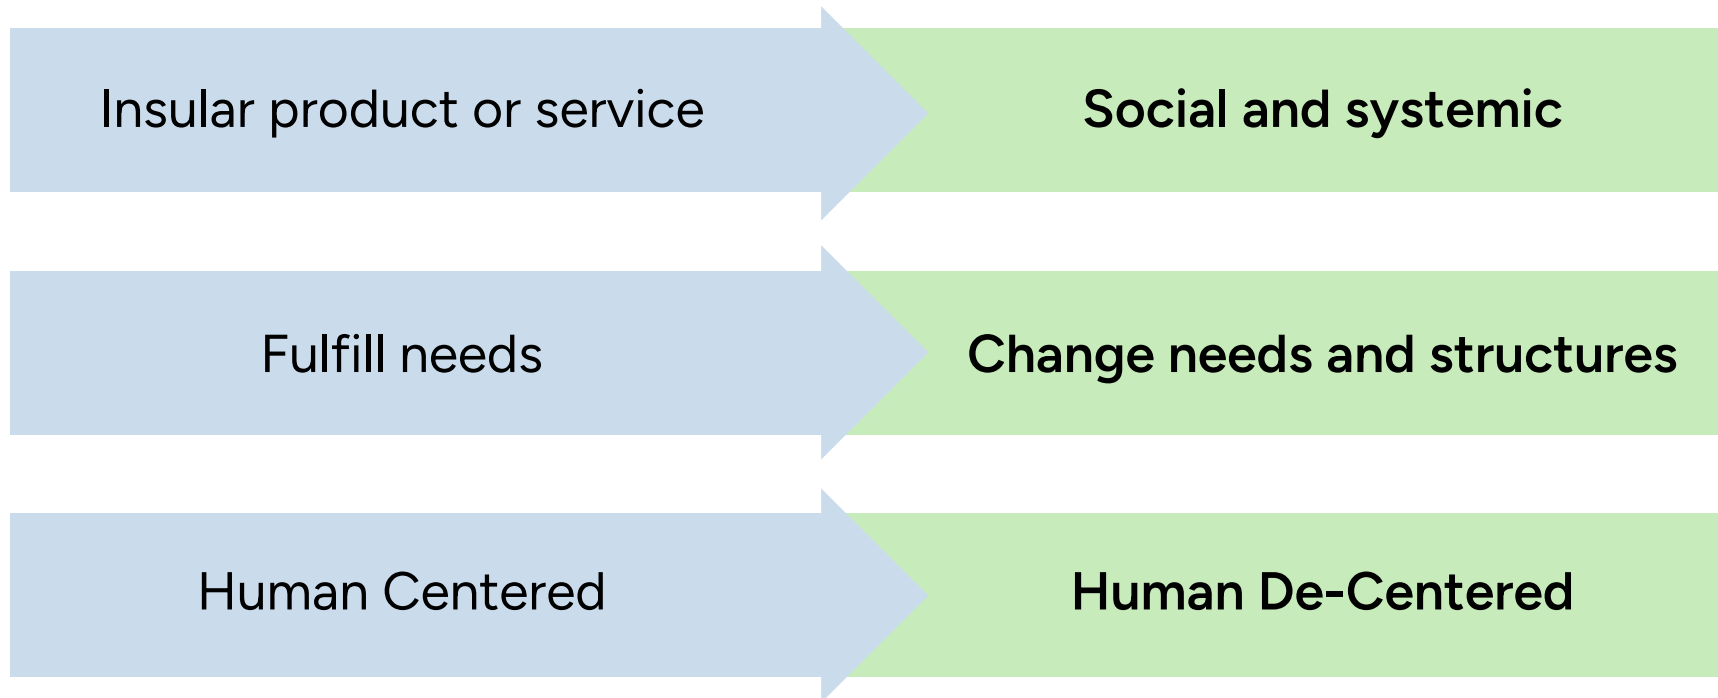 Insular product or service
Social and systemic
Fulfill needs
Change needs and structures
Human Centered
Human De-Centered